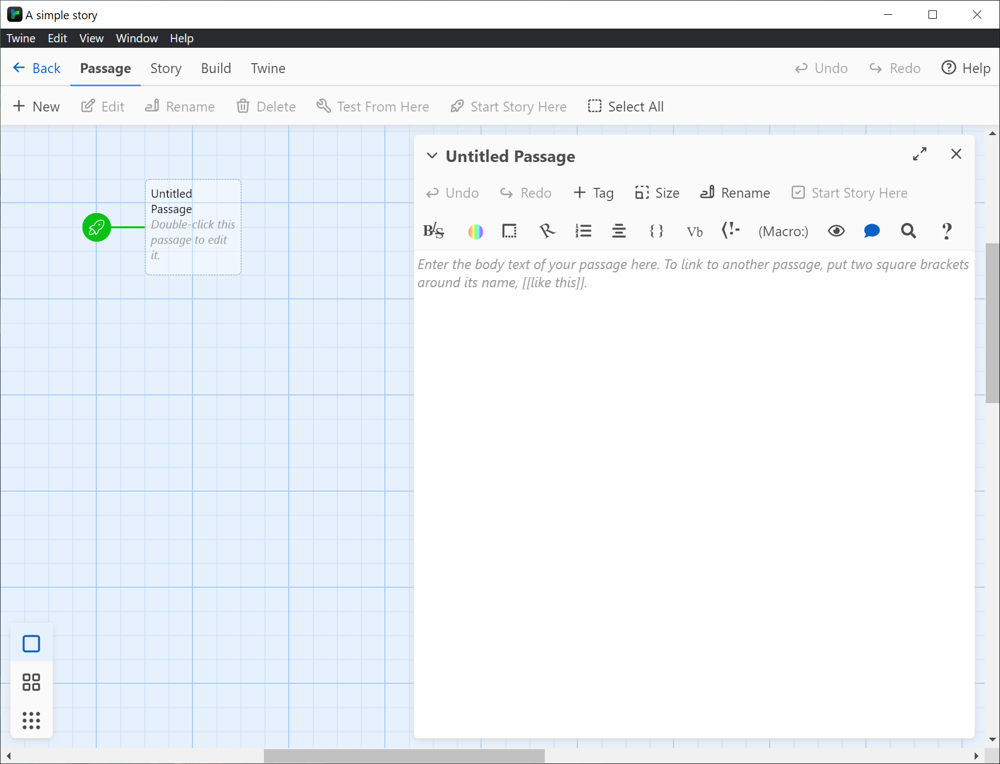 A simple story
Twine Edit View Window Help
Back Passage Story Build Twine Undo Redo Help
New Edit Rename Delete Test From Here Start Story Here Select All
Untitled
Passage
Double-click this
passage to edit
it.
Untitled Passage
Undo Redo Tag Size Rename Start Story Here
B/S { } Vb (Macro:) ?
Enter the body text of your passage here. To link to another passage, put two square brackets
around its name, [[like this]].